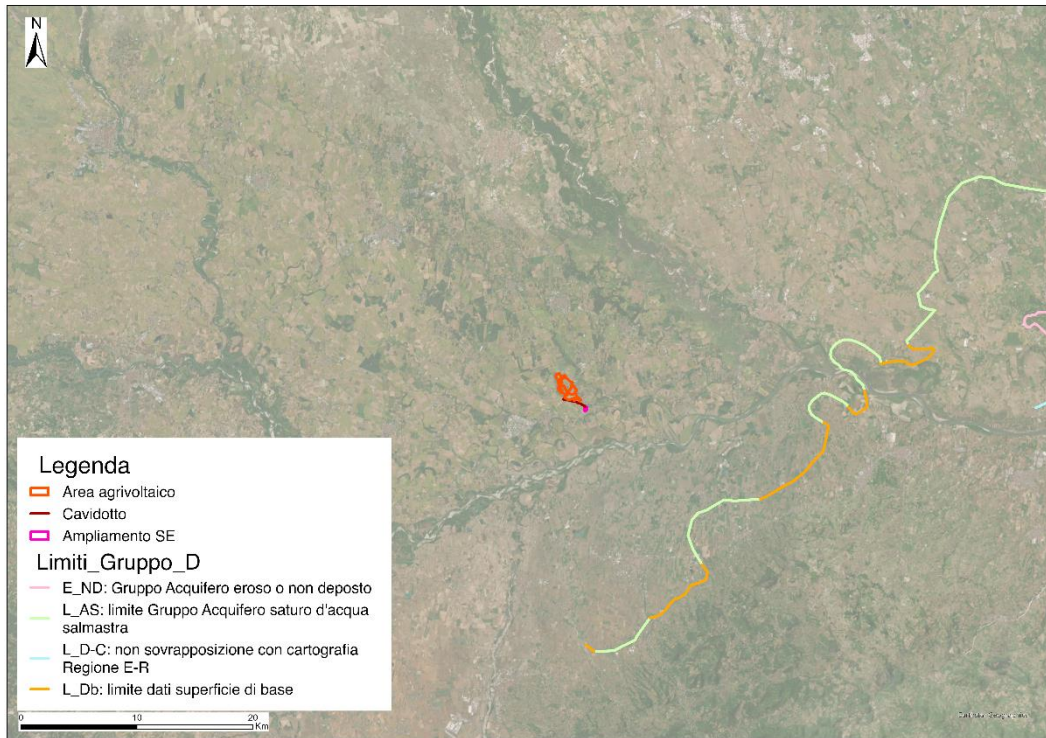 N
Legenda
Area agrivoltaico
Cavidotto
Ampliamento SE
Limiti_Gruppo_D
E_ND: Gruppo Acquifero eroso o non deposto
L_AS: limite Gruppo Acquifero saturo d'acqua
salmastra
L_D-C: non sovrapposizione con cartografia
Regione E-R
L_Db: limite dati superficie di base
0 10 20
Km